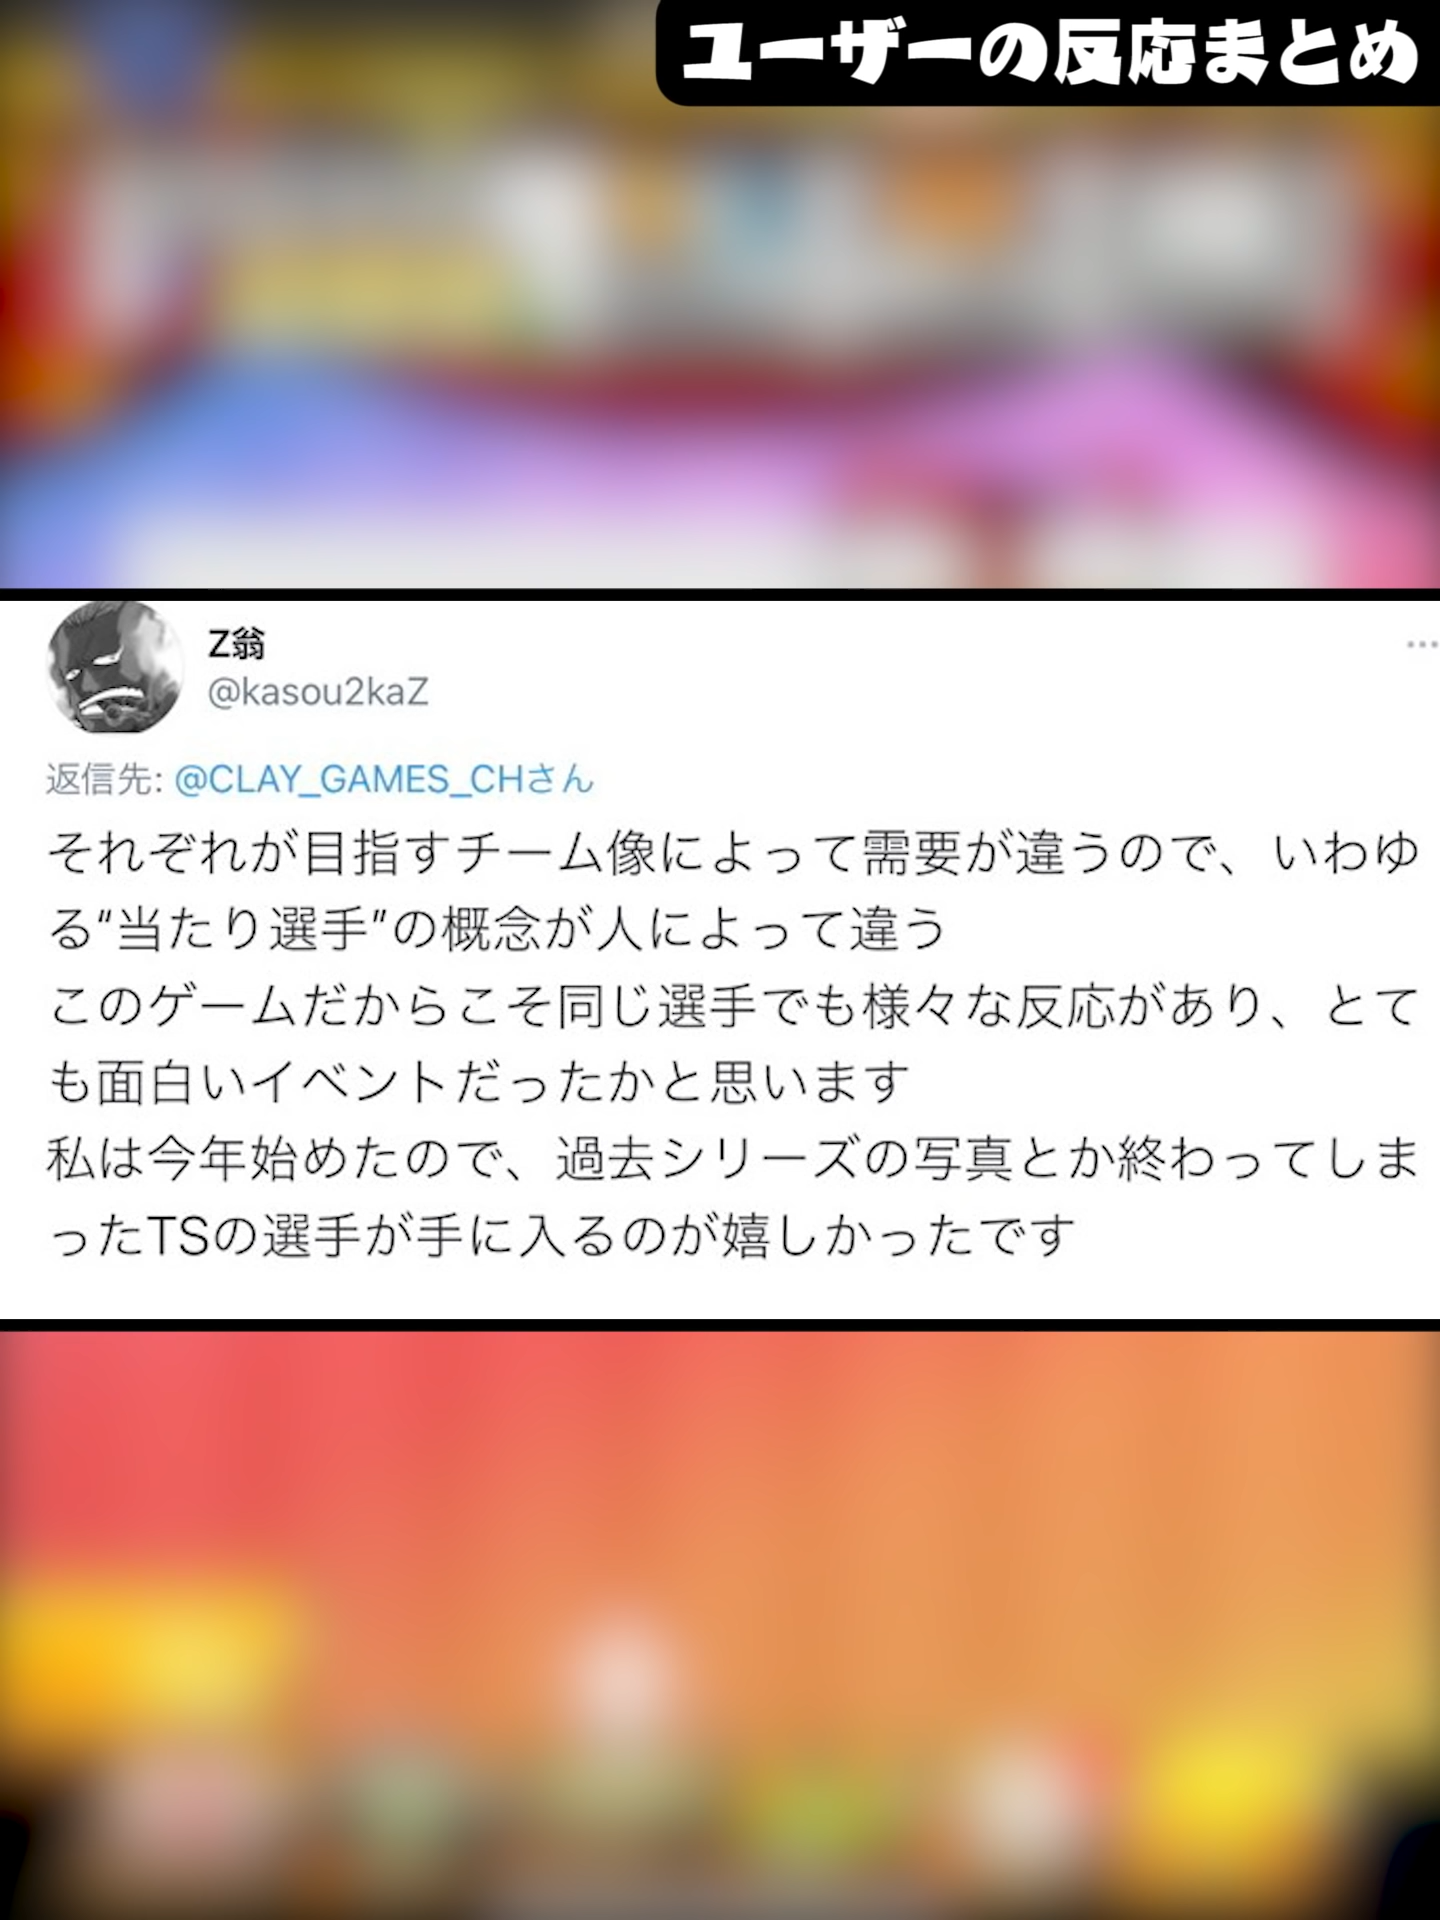 ユーザーの反応まとめ
Z翁
@kasou2kaZ
返信先: @CLAY_GAMES_CHさん
それぞれが目指すチーム像によって需要が違うので、いわゆ
る“当たり選手”の概念が人によって違う
このゲームだからこそ同じ選手でも様々な反応があり、とて
も面白いイベントだったかと思います
私は今年始めたので、過去シリーズの写真とか終わってしま
ったTSの選手が手に入るのが嬉しかったです